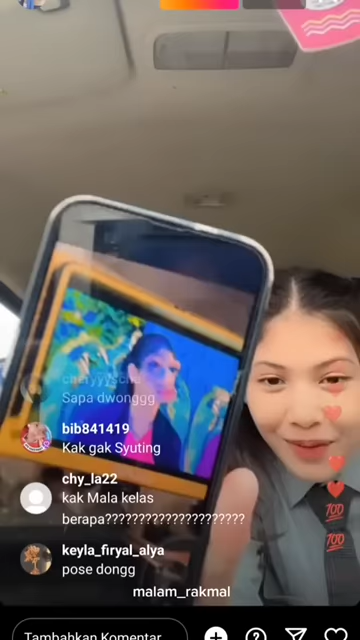 Sapa dwonggg
bib841419
Kak gak Syuting
chy_la22
kak Mala kelas
berapa?????????????????????
keyla_firyal_alya
pose dongg
malam_rakmal
Tambahkan Komentar